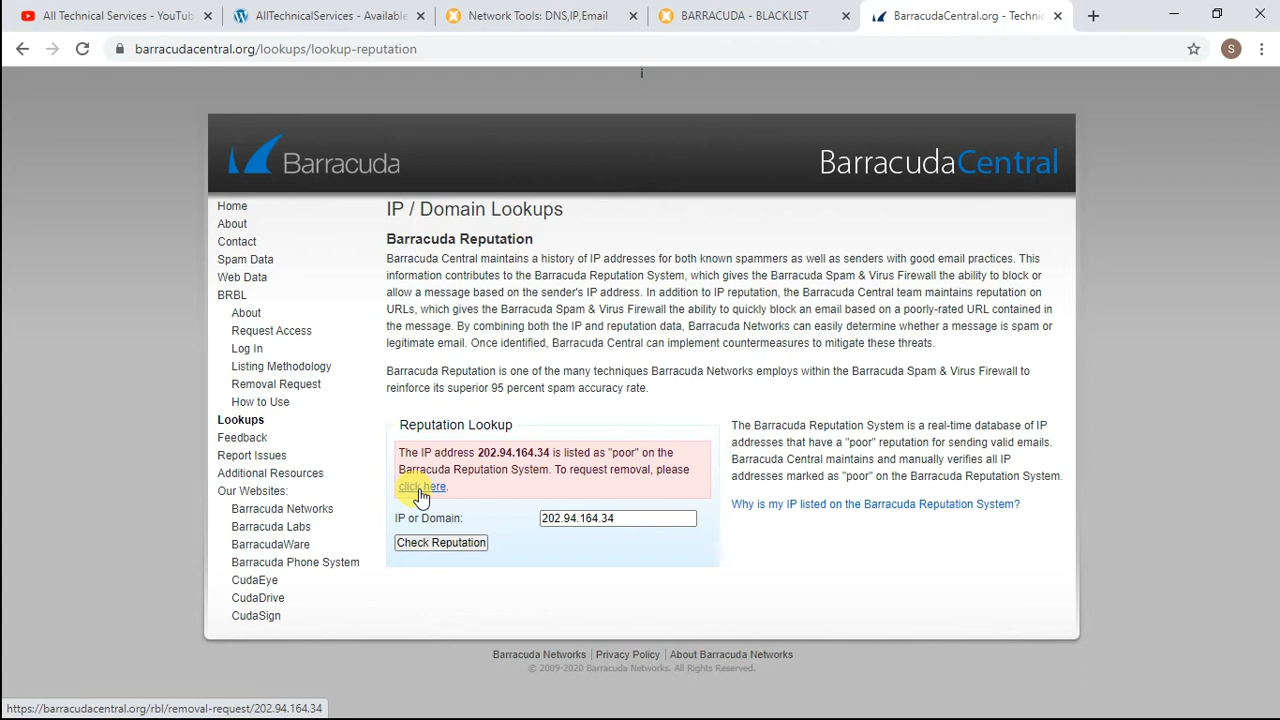 All Technical Services - YouTub
AllTechnicalServices - Available
Network Tools: DNS,IP,Email
BARRACUDA - BLACKLIST
BarracudaCentral.org - Technic
barracudacentral.org/lookups/lookup-reputation
S
i
Barracuda
BarracudaCentral
Home
About
Contact
Spam Data
Web Data
BRBL
About
Request Access
Log In
Listing Methodology
Removal Request
How to Use
Lookups
Feedback
Report Issues
Additional Resources
Our Websites:
Barracuda Networks
Barracuda Labs
BarracudaWare
Barracuda Phone System
CudaEye
CudaDrive
CudaSign
IP / Domain Lookups
Barracuda Reputation
Barracuda Central maintains a history of IP addresses for both known spammers as well as senders with good email practices. This
information contributes to the Barracuda Reputation System, which gives the Barracuda Spam & Virus Firewall the ability to block or
allow a message based on the sender's IP address. In addition to IP reputation, the Barracuda Central team maintains reputation on
URLs, which gives the Barracuda Spam & Virus Firewall the ability to quickly block an email based on a poorly-rated URL contained in
the message. By combining both the IP and reputation data, Barracuda Networks can easily determine whether a message is spam or
legitimate email. Once identified, Barracuda Central can implement countermeasures to mitigate these threats.
Barracuda Reputation is one of the many techniques Barracuda Networks employs within the Barracuda Spam & Virus Firewall to
reinforce its superior 95 percent spam accuracy rate.
Reputation Lookup
The IP address 202.94.164.34 is listed as "poor" on the
Barracuda Reputation System. To request removal, please
click here.
IP or Domain: 202.94.164.34
Check Reputation
The Barracuda Reputation System is a real-time database of IP
addresses that have a "poor" reputation for sending valid emails.
Barracuda Central maintains and manually verifies all IP
addresses marked as "poor" on the Barracuda Reputation System.
Why is my IP listed on the Barracuda Reputation System?
Barracuda Networks | Privacy Policy | About Barracuda Networks
© 2009-2020 Barracuda Networks. All Rights Reserved.
https://barracudacentral.org/rbl/removal-request/202.94.164.34